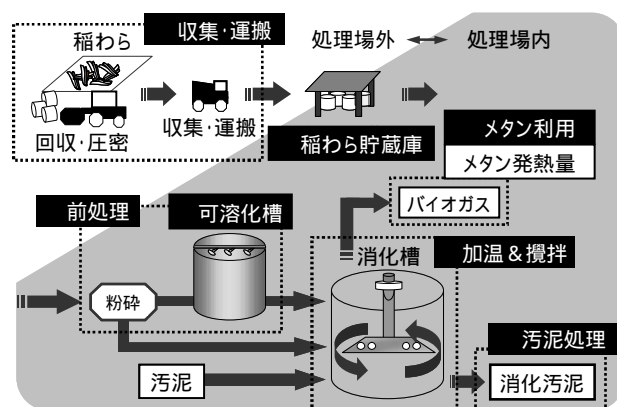 稲わら
収集・運搬
処理場外
処理場内
回収・圧密
収集・運搬
稲わら貯蔵庫
メタン利用
メタン発熱量
バイオガス
前処理
可溶化槽
消化槽
加温&攪拌
粉砕
汚泥処理
汚泥
消化汚泥